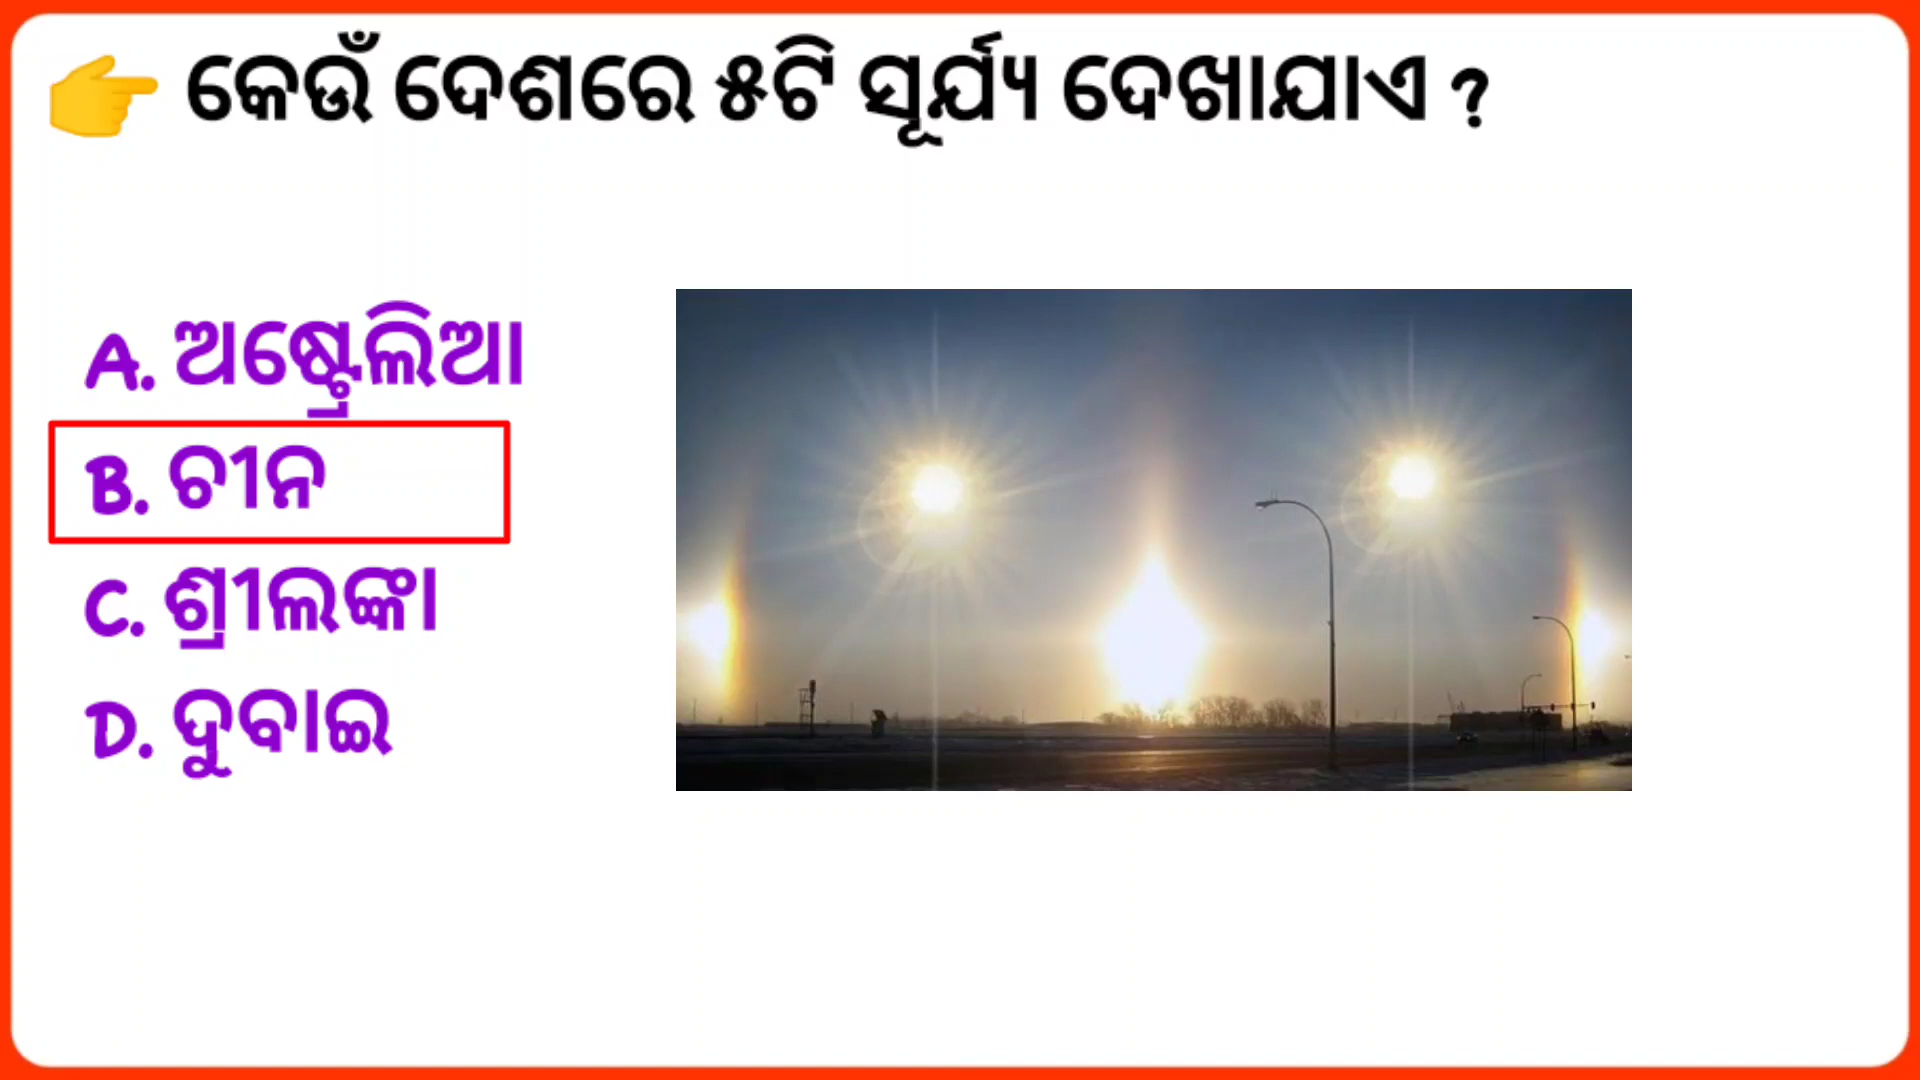 କେଉଁ ଦେଶରେ ୫ଟି ସୂର୍ଯ୍ୟ ଦେଖାଯାଏ ?
A. ଅଷ୍ଟ୍ରେଲିଆ
B. ଚୀନ
C. ଶ୍ରୀଲଙ୍କା
D. ଦୁବାଇ